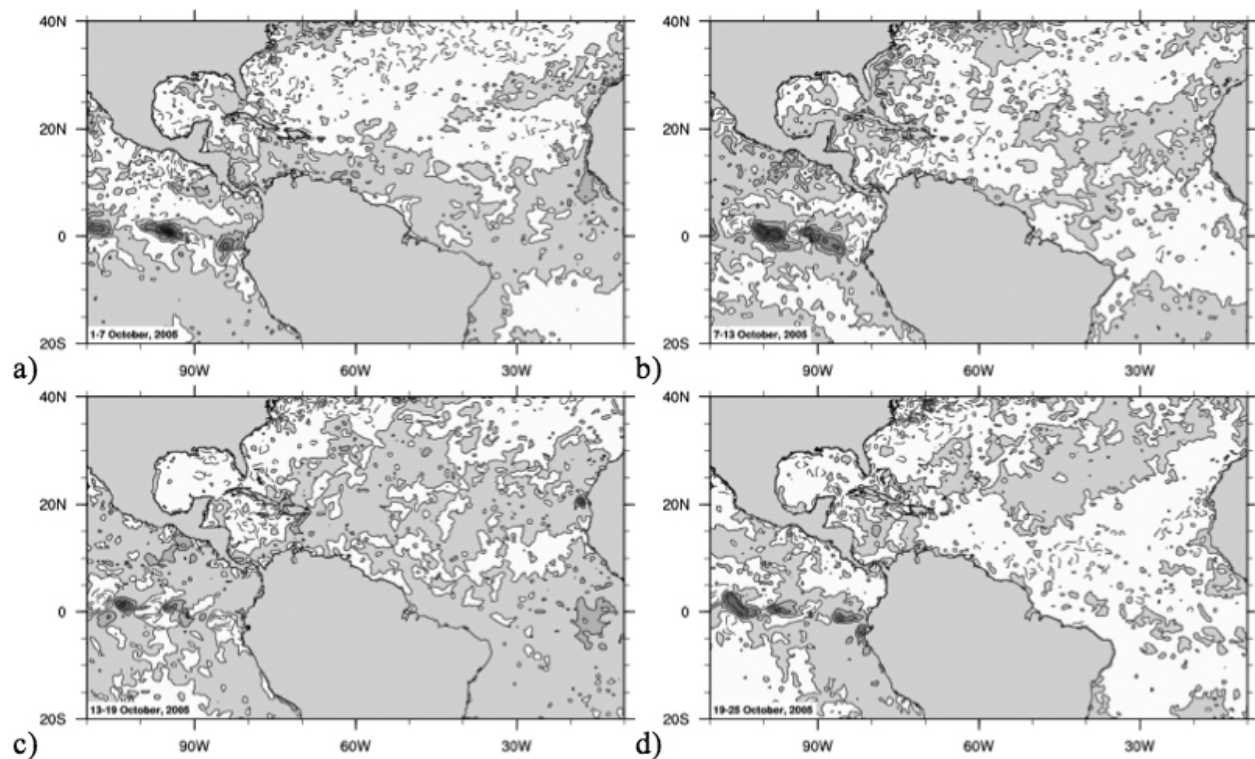 40N
20N
0
20S
1-7 October, 2005
a)
90W 60W 30W
40N
20N
0
20S
7-13 October, 2005
b)
90W 60W 30W
40N
20N
0
20S
13-19 October, 2005
c)
90W 60W 30W
40N
20N
0
20S
19-25 October, 2005
d)
90W 60W 30W